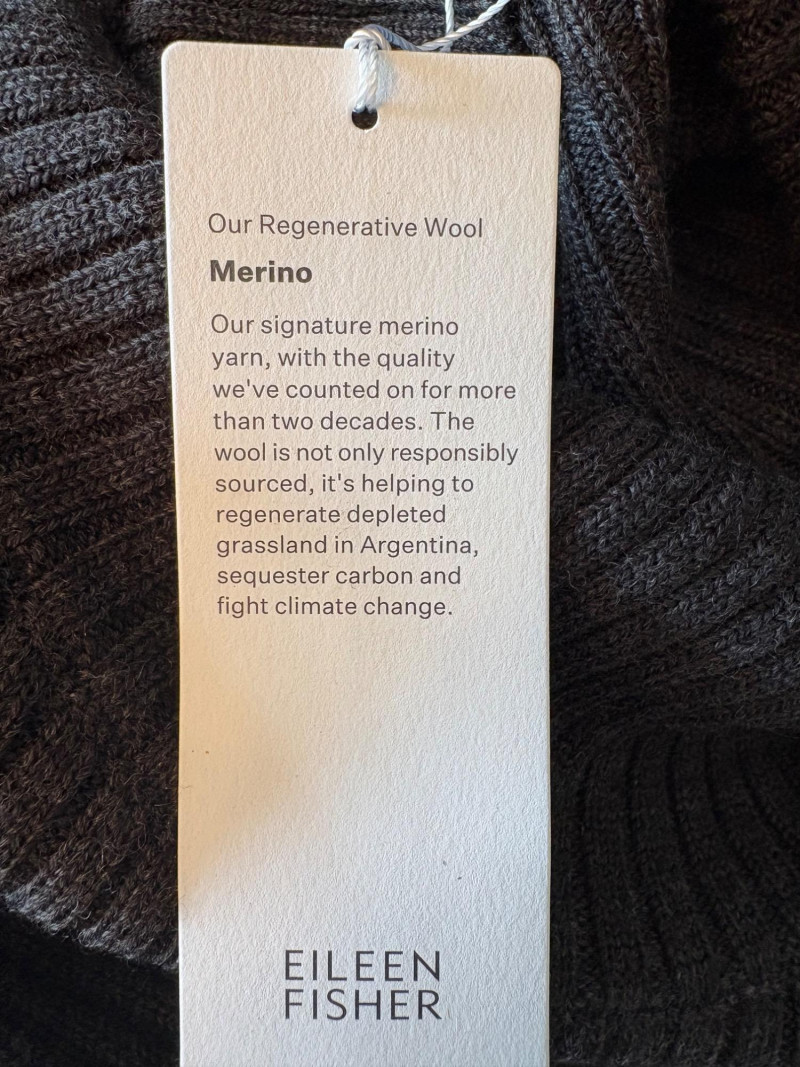 Our Regenerative Wool
Merino
Our signature merino
yarn, with the quality
we've counted on for more
than two decades. The
wool is not only responsibly
sourced, it's helping to
regenerate depleted
grassland in Argentina,
sequester carbon and
fight climate change.
EILEEN
FISHER